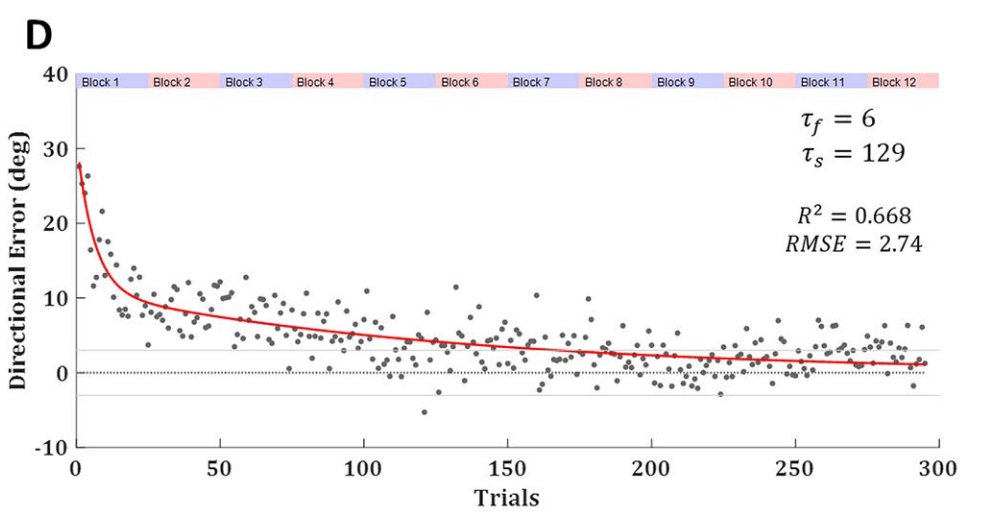 D
40
Block 1 Block 2 Block 3 Block 4 Block 5 Block 6 Block 7 Block 8 Block 9 Block 10 Block 11 Block 12
τf = 6
τs = 129
R² = 0.668
RMSE = 2.74
30
20
10
0
-10
Directional Error (deg)
0 50 100 150 200 250 300
Trials